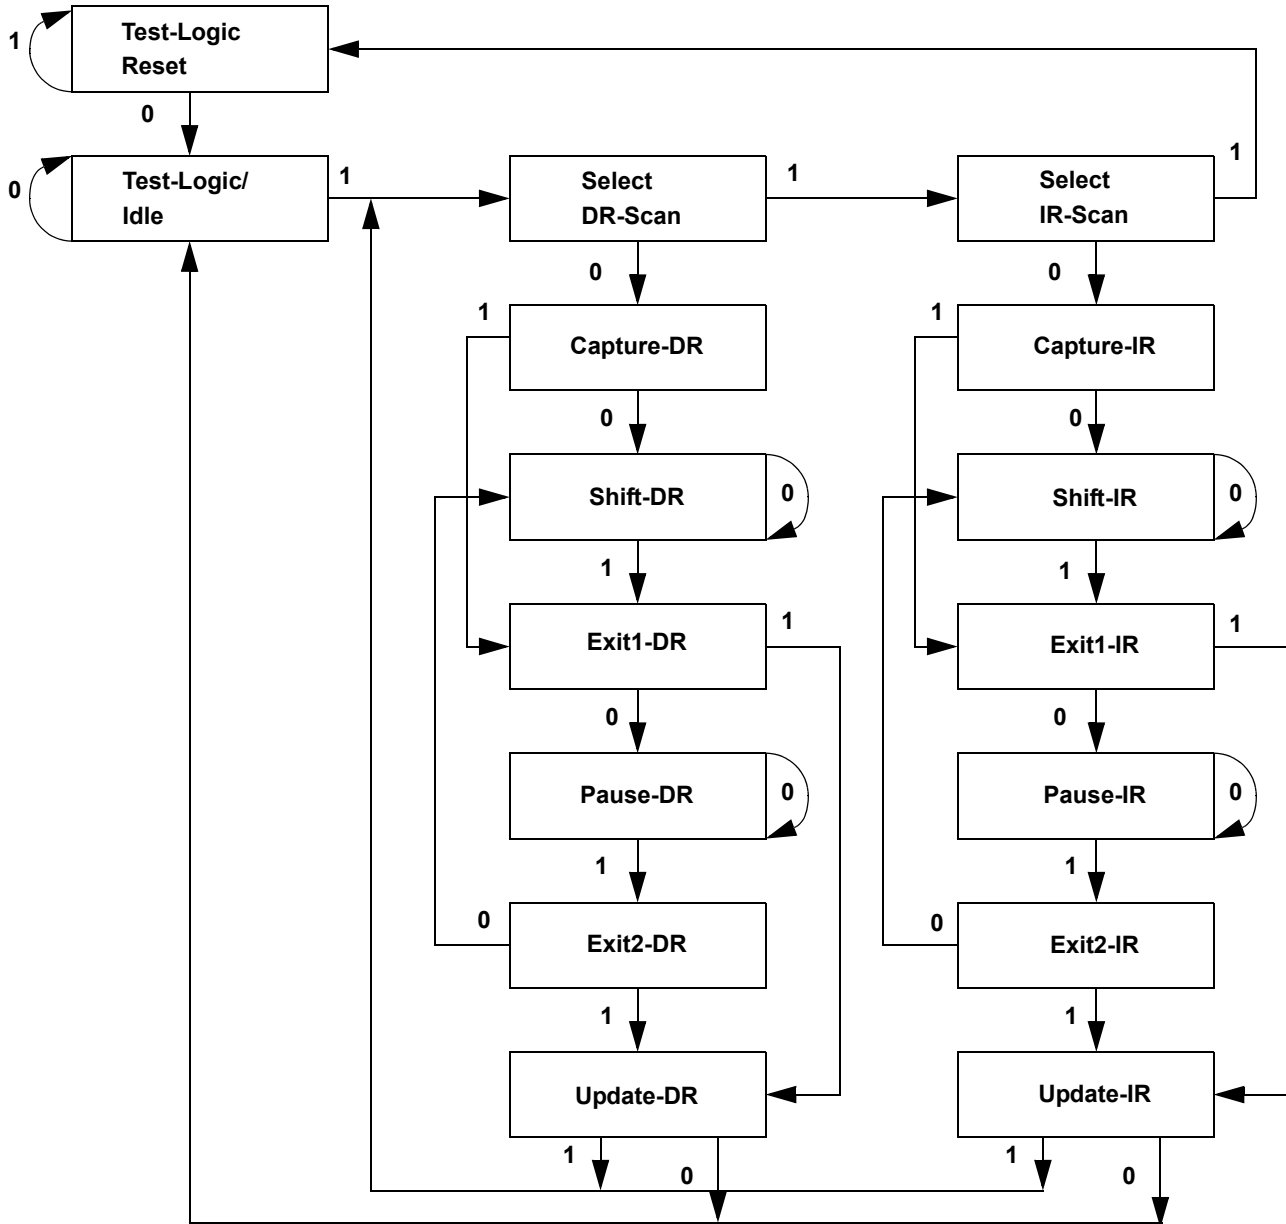 1
Test-Logic
Reset
0
0
Test-Logic/
Idle
1
Select
DR-Scan
1
Select
IR-Scan
1
0
0
1
Capture-DR
1
Capture-IR
0
0
Shift-DR
0
Shift-IR
0
1
1
Exit1-DR
1
Exit1-IR
1
0
0
Pause-DR
0
Pause-IR
0
1
1
0
Exit2-DR
0
Exit2-IR
1
1
Update-DR
Update-IR
1
0
1
0